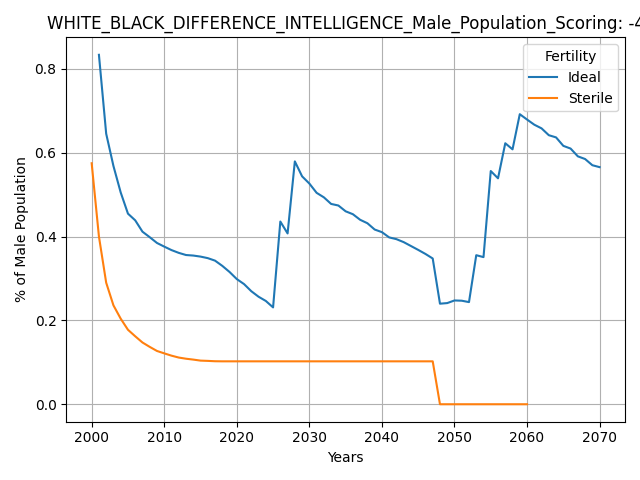 WHITE_BLACK_DIFFERENCE_INTELLIGENCE_Male_Population_Scoring: -4
Fertility
Ideal
Sterile
% of Male Population
0.8
0.6
0.4
0.2
0.0
2000 2010 2020 2030 2040 2050 2060 2070
Years